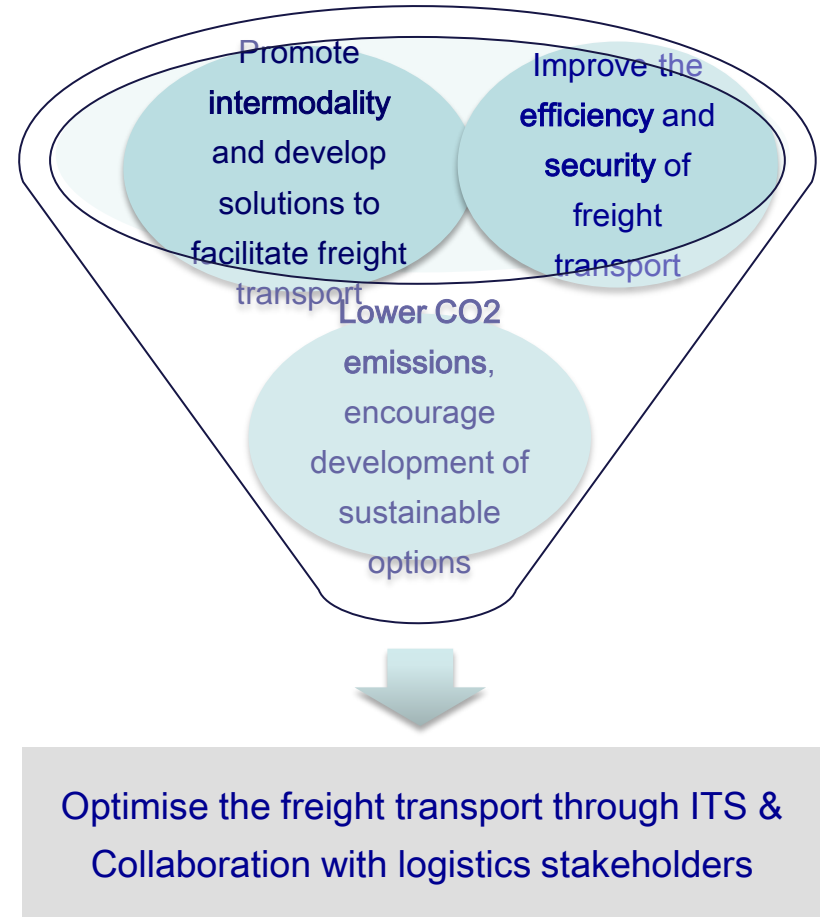 Promote
intermodality
and develop
solutions to
facilitate freight
transport
Improve the
efficiency and
security of
freight
transport
Lower CO2
emissions,
encourage
development of
sustainable
options
Optimise the freight transport through ITS &
Collaboration with logistics stakeholders